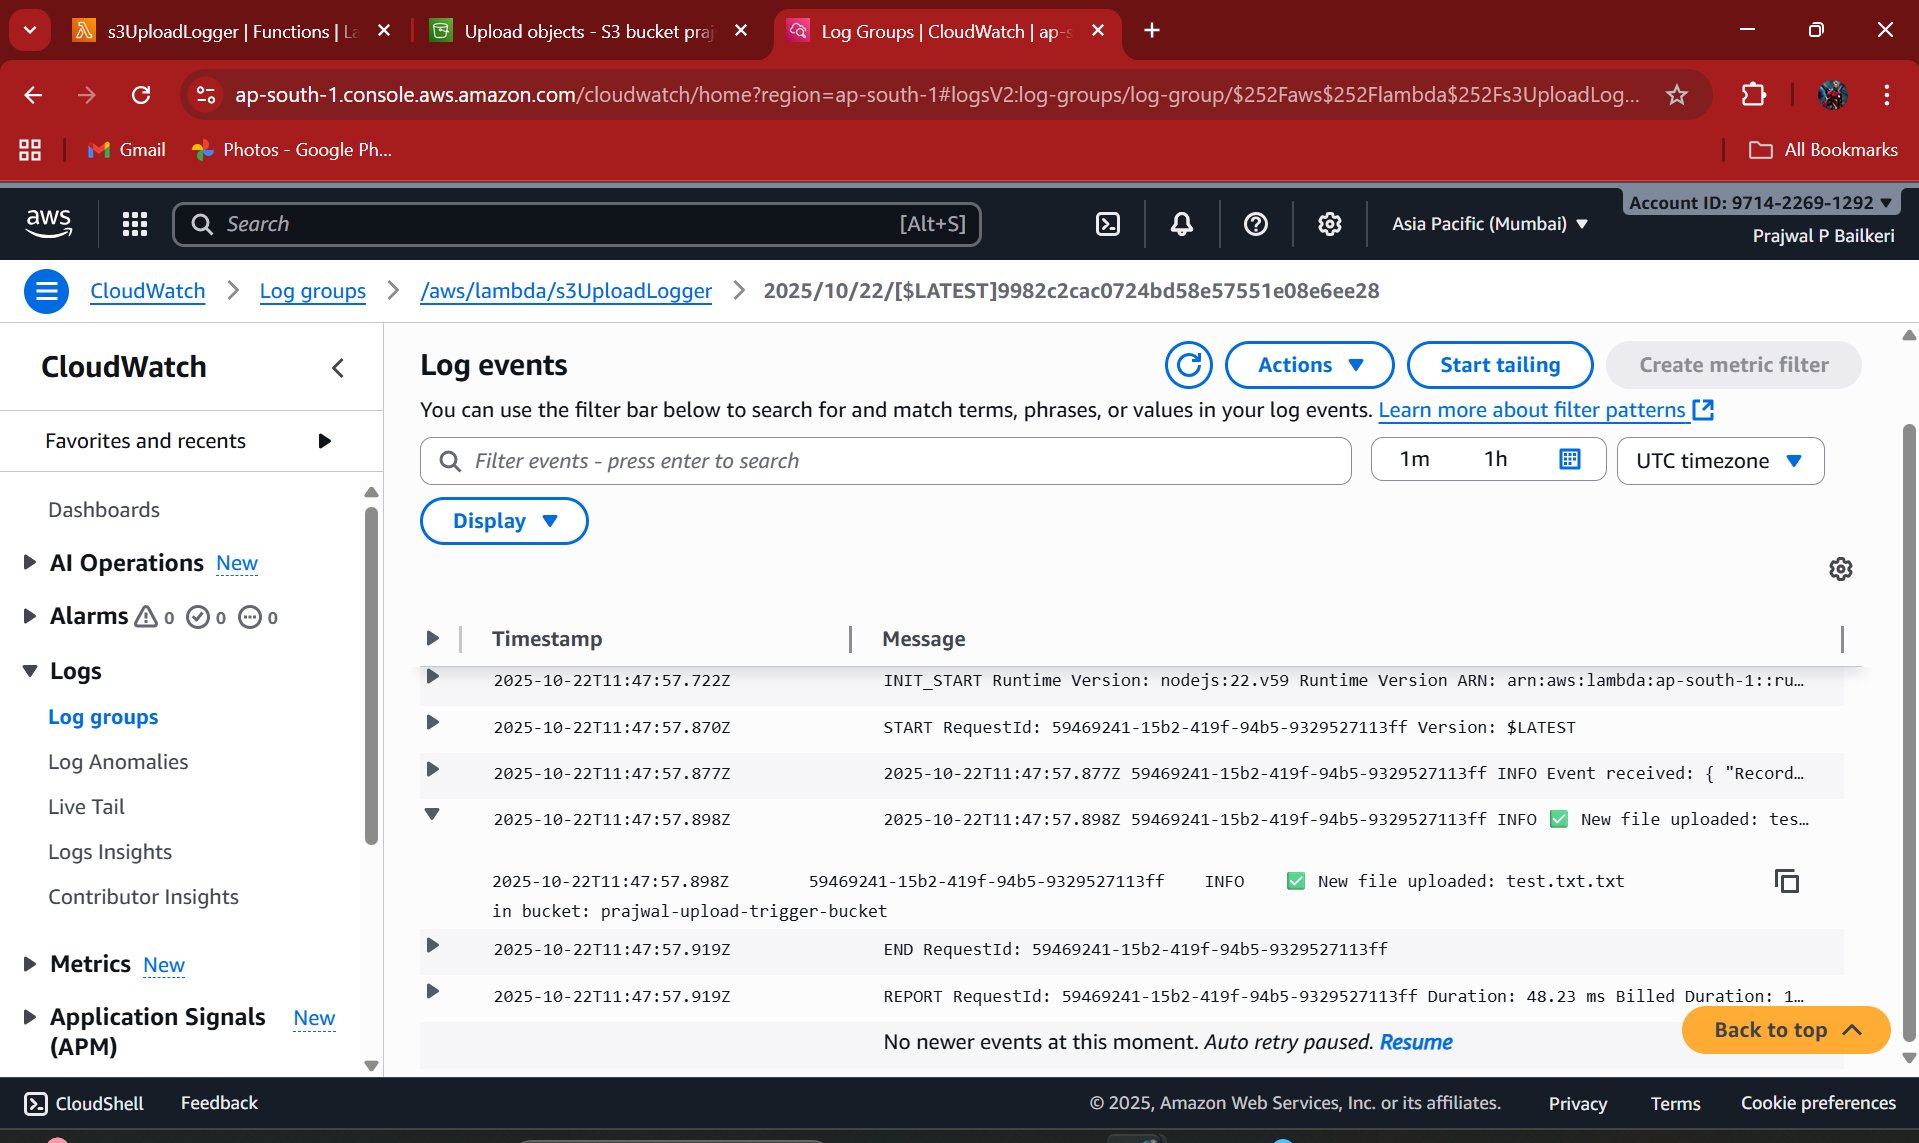 s3UploadLogger | Functions | La
Upload objects - S3 bucket praj
Log Groups | CloudWatch | ap-s
ap-south-1.console.aws.amazon.com/cloudwatch/home?region=ap-south-1#logsV2:log-groups/log-group/$252Faws$252Flambda$252Fs3UploadLog...
Gmail
Photos - Google Ph...
All Bookmarks
aws
Search
[Alt+S]
Asia Pacific (Mumbai)
Account ID: 9714-2269-1292
Prajwal P Bailkeri
CloudWatch
Log groups
/aws/lambda/s3UploadLogger
2025/10/22/[$LATEST]9982c2cac0724bd58e57551e08e6ee28
CloudWatch
Favorites and recents
Dashboards
AI Operations New
Alarms 0 0 0
Logs
Log groups
Log Anomalies
Live Tail
Logs Insights
Contributor Insights
Metrics New
Application Signals New
(APM)
Log events
Actions
Start tailing
Create metric filter
You can use the filter bar below to search for and match terms, phrases, or values in your log events. Learn more about filter patterns
Filter events - press enter to search
1m
1h
UTC timezone
Display
Timestamp
Message
2025-10-22T11:47:57.722Z INIT_START Runtime Version: nodejs:22.v59 Runtime Version ARN: arn:aws:lambda:ap-south-1::ru...
2025-10-22T11:47:57.870Z START RequestId: 59469241-15b2-419f-94b5-9329527113ff Version: $LATEST
2025-10-22T11:47:57.877Z 2025-10-22T11:47:57.877Z 59469241-15b2-419f-94b5-9329527113ff INFO Event received: { "Record...
2025-10-22T11:47:57.898Z 2025-10-22T11:47:57.898Z 59469241-15b2-419f-94b5-9329527113ff INFO ✅ New file uploaded: tes...
2025-10-22T11:47:57.898Z 59469241-15b2-419f-94b5-9329527113ff INFO ✅ New file uploaded: test.txt.txt
in bucket: prajwal-upload-trigger-bucket
2025-10-22T11:47:57.919Z END RequestId: 59469241-15b2-419f-94b5-9329527113ff
2025-10-22T11:47:57.919Z REPORT RequestId: 59469241-15b2-419f-94b5-9329527113ff Duration: 48.23 ms Billed Duration: 1...
No newer events at this moment. Auto retry paused. Resume
Back to top
CloudShell
Feedback
© 2025, Amazon Web Services, Inc. or its affiliates.
Privacy
Terms
Cookie preferences